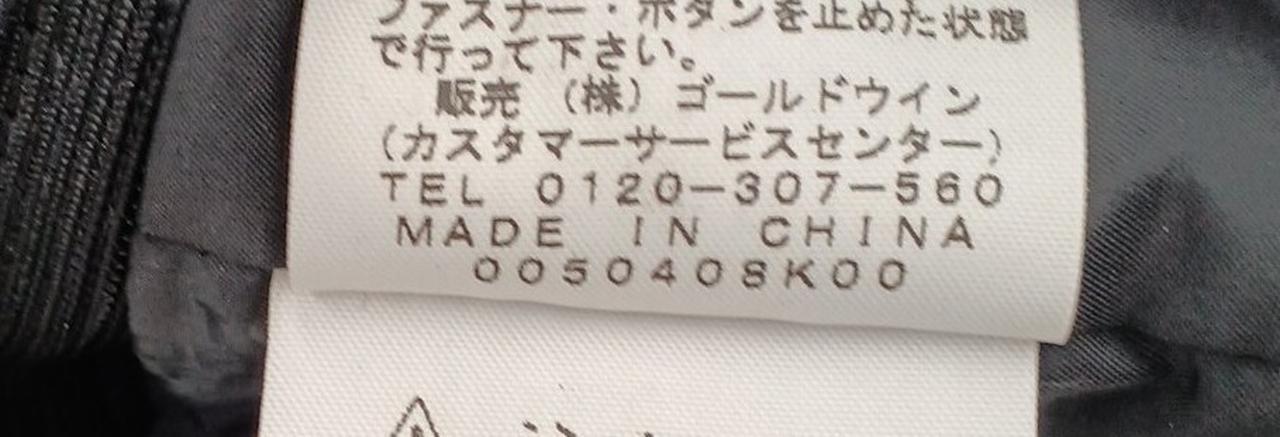 ファスナー・ボタンを止めた状態
で行って下さい。
販売 （株） ゴールドウイン
（カスタマーサービスセンター）
TEL 0120-307-560
MADE IN CHINA
0050408K00